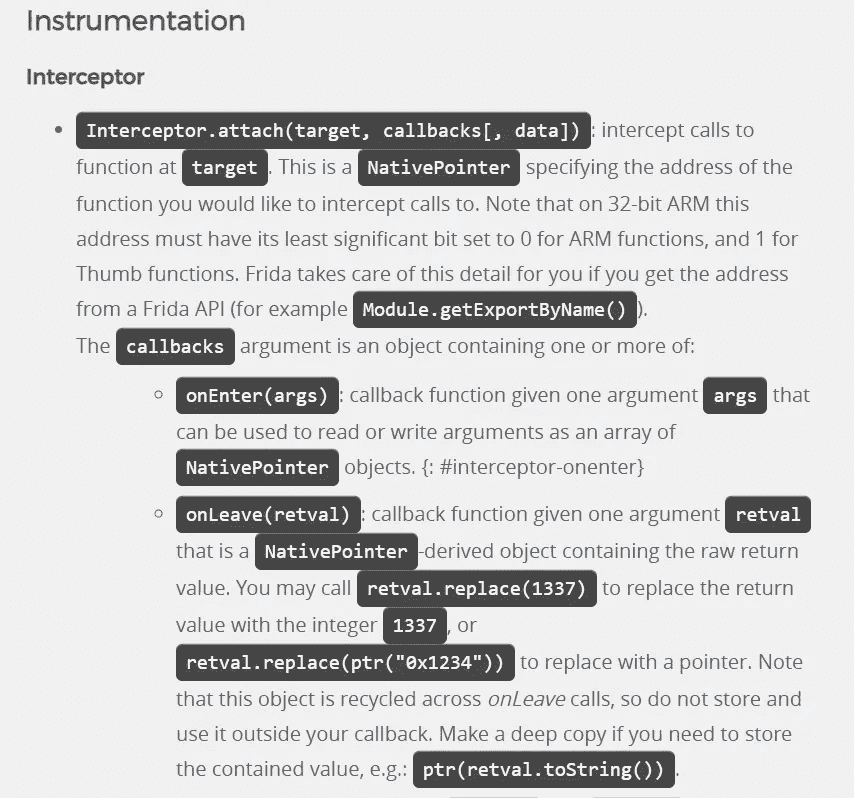 Instrumentation
Interceptor
• Interceptor.attach(target, callbacks[, data]) : intercept calls to
function at target . This is a NativePointer specifying the address of the
function you would like to intercept calls to. Note that on 32-bit ARM this
address must have its least significant bit set to 0 for ARM functions, and 1 for
Thumb functions. Frida takes care of this detail for you if you get the address
from a Frida API (for example Module.getExportByName() ).
The callbacks argument is an object containing one or more of:
◦ onEnter(args) : callback function given one argument args that
can be used to read or write arguments as an array of
NativePointer objects. {: #interceptor-onenter}
◦ onLeave(retval) : callback function given one argument retval
that is a NativePointer -derived object containing the raw return
value. You may call retval.replace(1337) to replace the return
value with the integer 1337 , or
retval.replace(ptr("0x1234")) to replace with a pointer. Note
that this object is recycled across onLeave calls, so do not store and
use it outside your callback. Make a deep copy if you need to store
the contained value, e.g.: ptr(retval.toString()) .